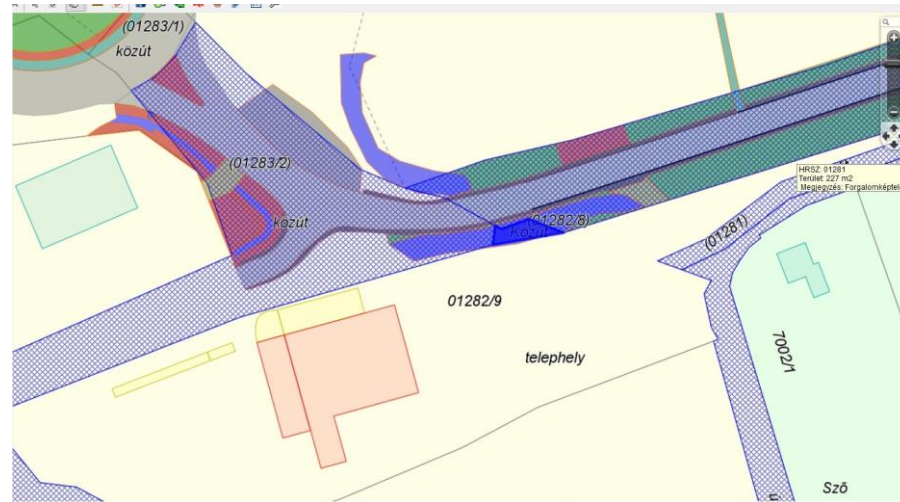 (01283/1)
közút
(01283/2)
közút
(01282/8)
közút
HRSZ: 01281
Terület: 227 m2
Megjegyzés: Forgalomképtele
(01281)
01282/9
telephely
7002/1
Sző
ú